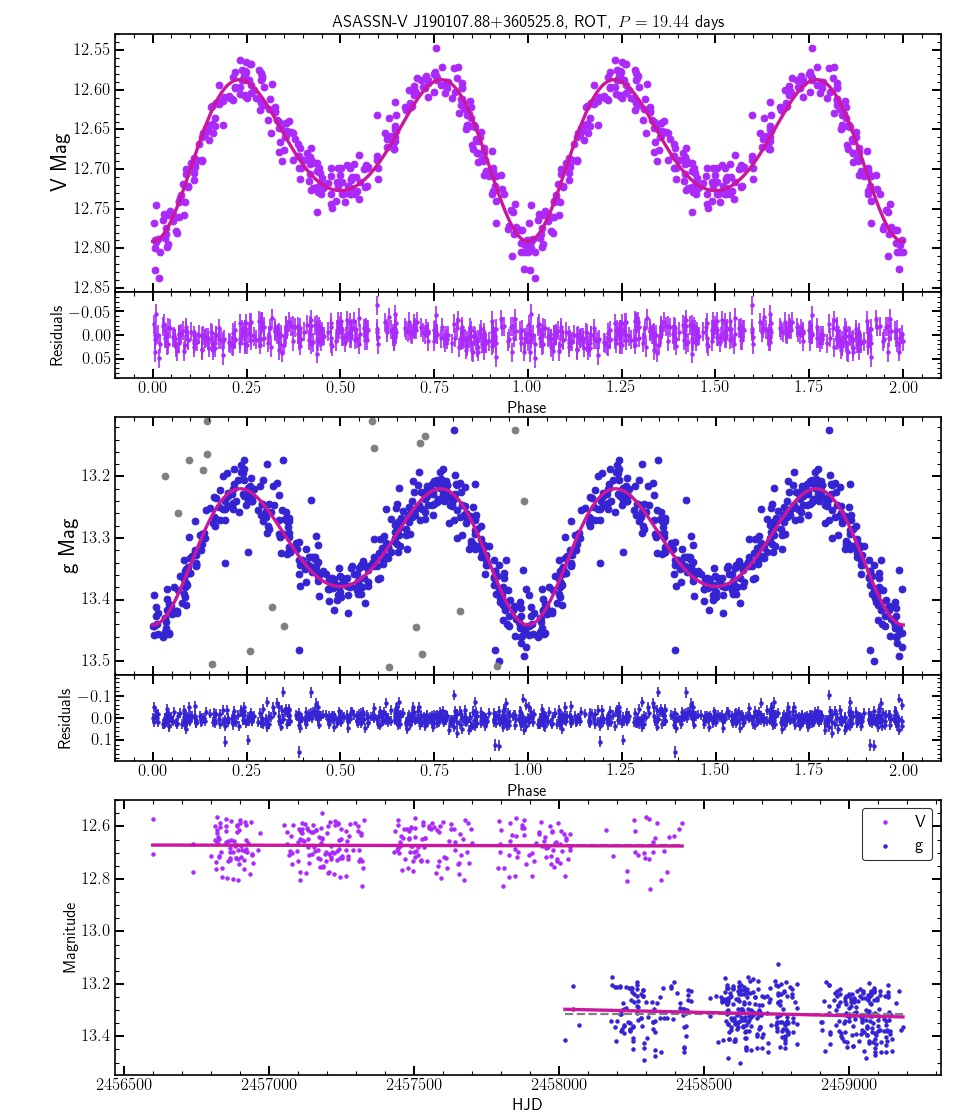 ASASSN-V J190107.88+360525.8, ROT, P = 19.44 days
V Mag
12.55
12.60
12.65
12.70
12.75
12.80
12.85
Residuals
−0.05
0.00
0.05
0.00 0.25 0.50 0.75 1.00 1.25 1.50 1.75 2.00
Phase
g Mag
13.2
13.3
13.4
13.5
Residuals
−0.1
0.0
0.1
0.00 0.25 0.50 0.75 1.00 1.25 1.50 1.75 2.00
Phase
Magnitude
12.6
12.8
13.0
13.2
13.4
V
g
2456500 2457000 2457500 2458000 2458500 2459000
HJD